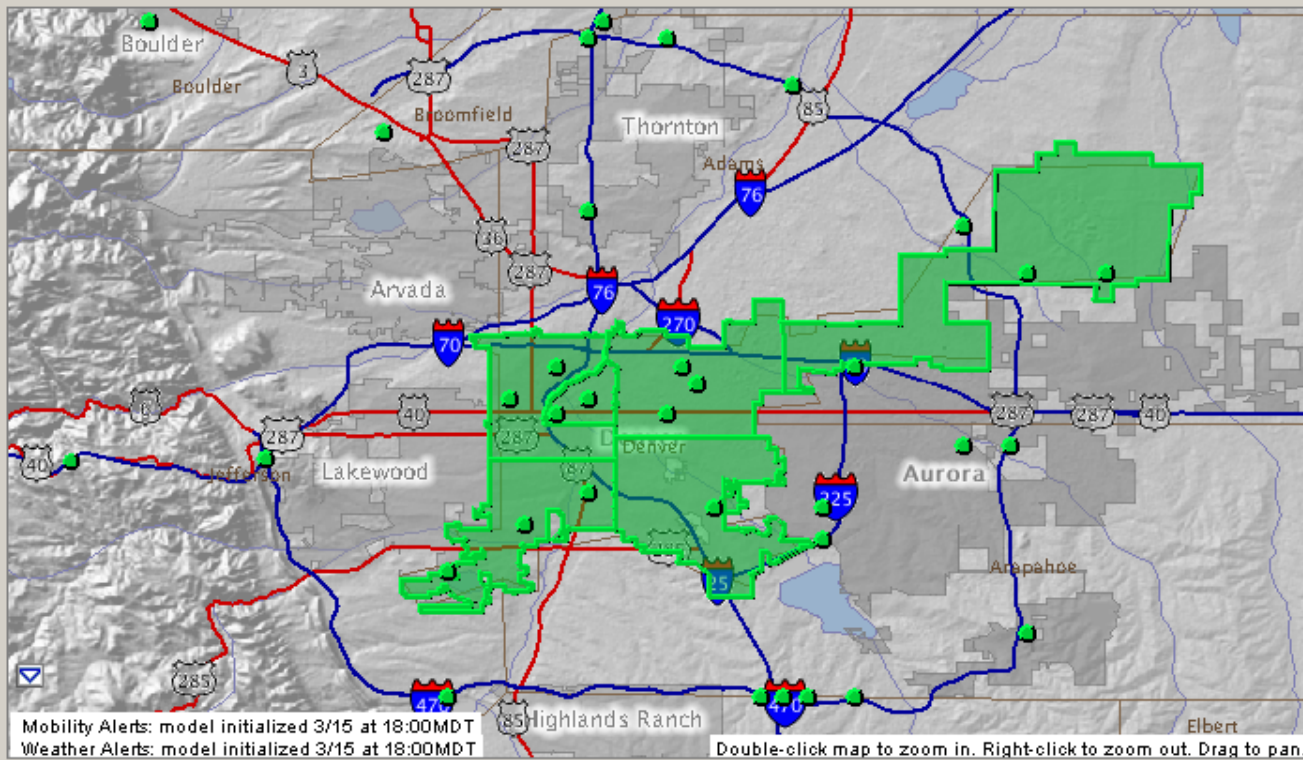 Boulder
3
287
Boulder
Broomfield
85
Thornton
287
Adams
76
36
287
Arvada
76
270
70
6
40
287
287
40
287
287
Denver
40
87
Jefferson
Lakewood
Aurora
225
285
25
Arapahoe
285
470
470
85
Highlands Ranch
Elbert
Mobility Alerts: model initialized 3/15 at 18:00MDT
Weather Alerts: model initialized 3/15 at 18:00MDT
Double-click map to zoom in. Right-click to zoom out. Drag to pan.